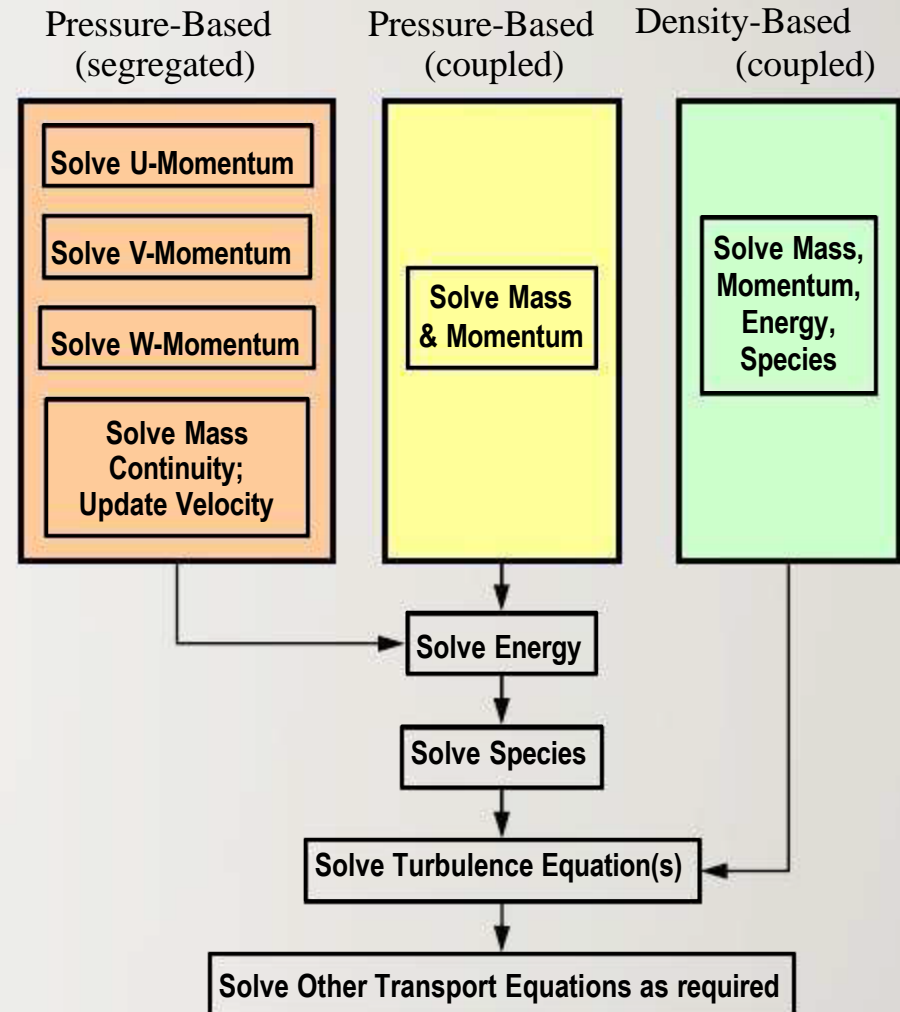 Pressure-Based
(segregated)
Pressure-Based
(coupled)
Density-Based
(coupled)
Solve U-Momentum
Solve V-Momentum
Solve W-Momentum
Solve Mass
Continuity;
Update Velocity
Solve Mass
& Momentum
Solve Mass,
Momentum,
Energy,
Species
Solve Energy
Solve Species
Solve Turbulence Equation(s)
Solve Other Transport Equations as required